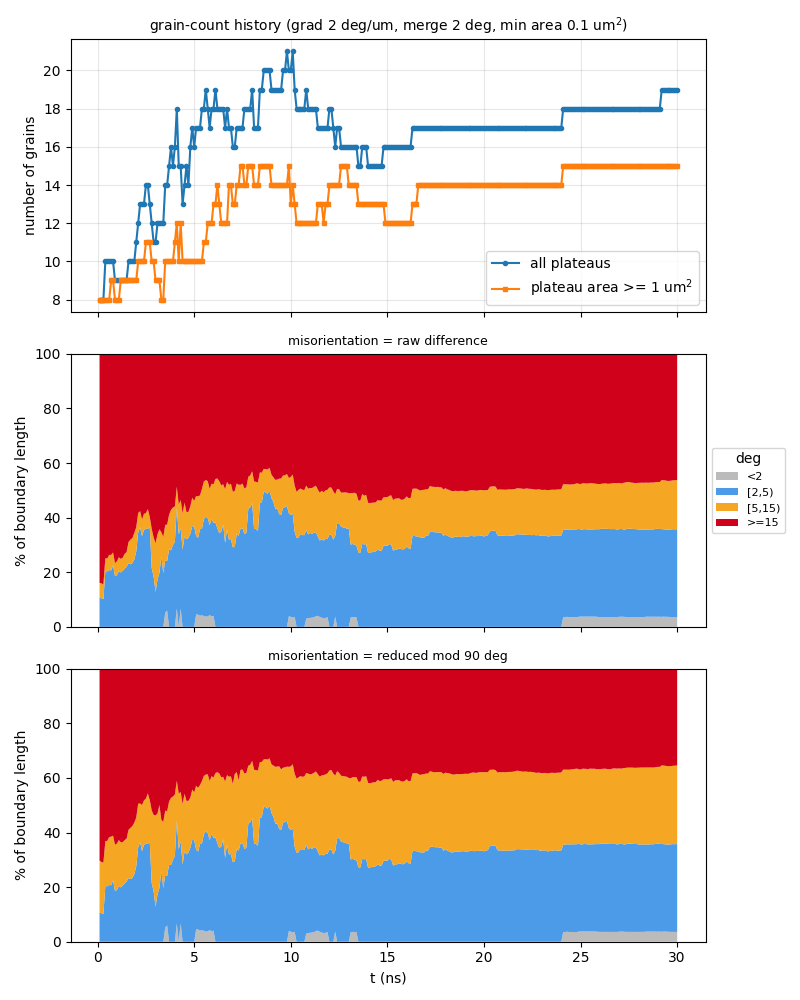 grain-count history (grad 2 deg/um, merge 2 deg, min area 0.1 um²)
number of grains
20
18
16
14
12
10
8
all plateaus
plateau area >= 1 um²
misorientation = raw difference
% of boundary length
100
80
60
40
20
0
deg
<2
[2,5)
[5,15)
>=15
misorientation = reduced mod 90 deg
% of boundary length
100
80
60
40
20
0
0 5 10 15 20 25 30
t (ns)